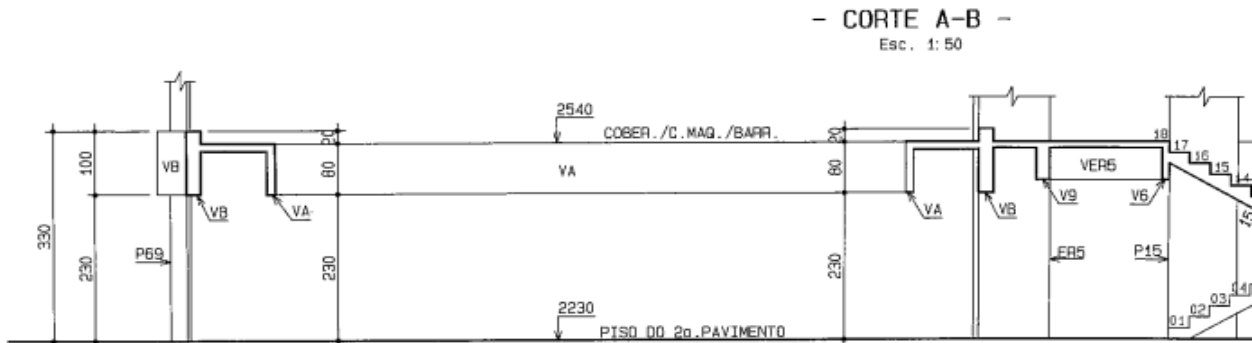 - CORTE A-B -
Esc. 1:50
2540
COBER./C.MAQ./BARR.
20
20
18
17
16
15
14
100
VB
80
VA
80
VER5
VB
VA
VA
VB
V9
V6
15
330
230
P69
230
230
ER5
P15
2230
PISO DO 2o.PAVIMENTO
01
02
03
04